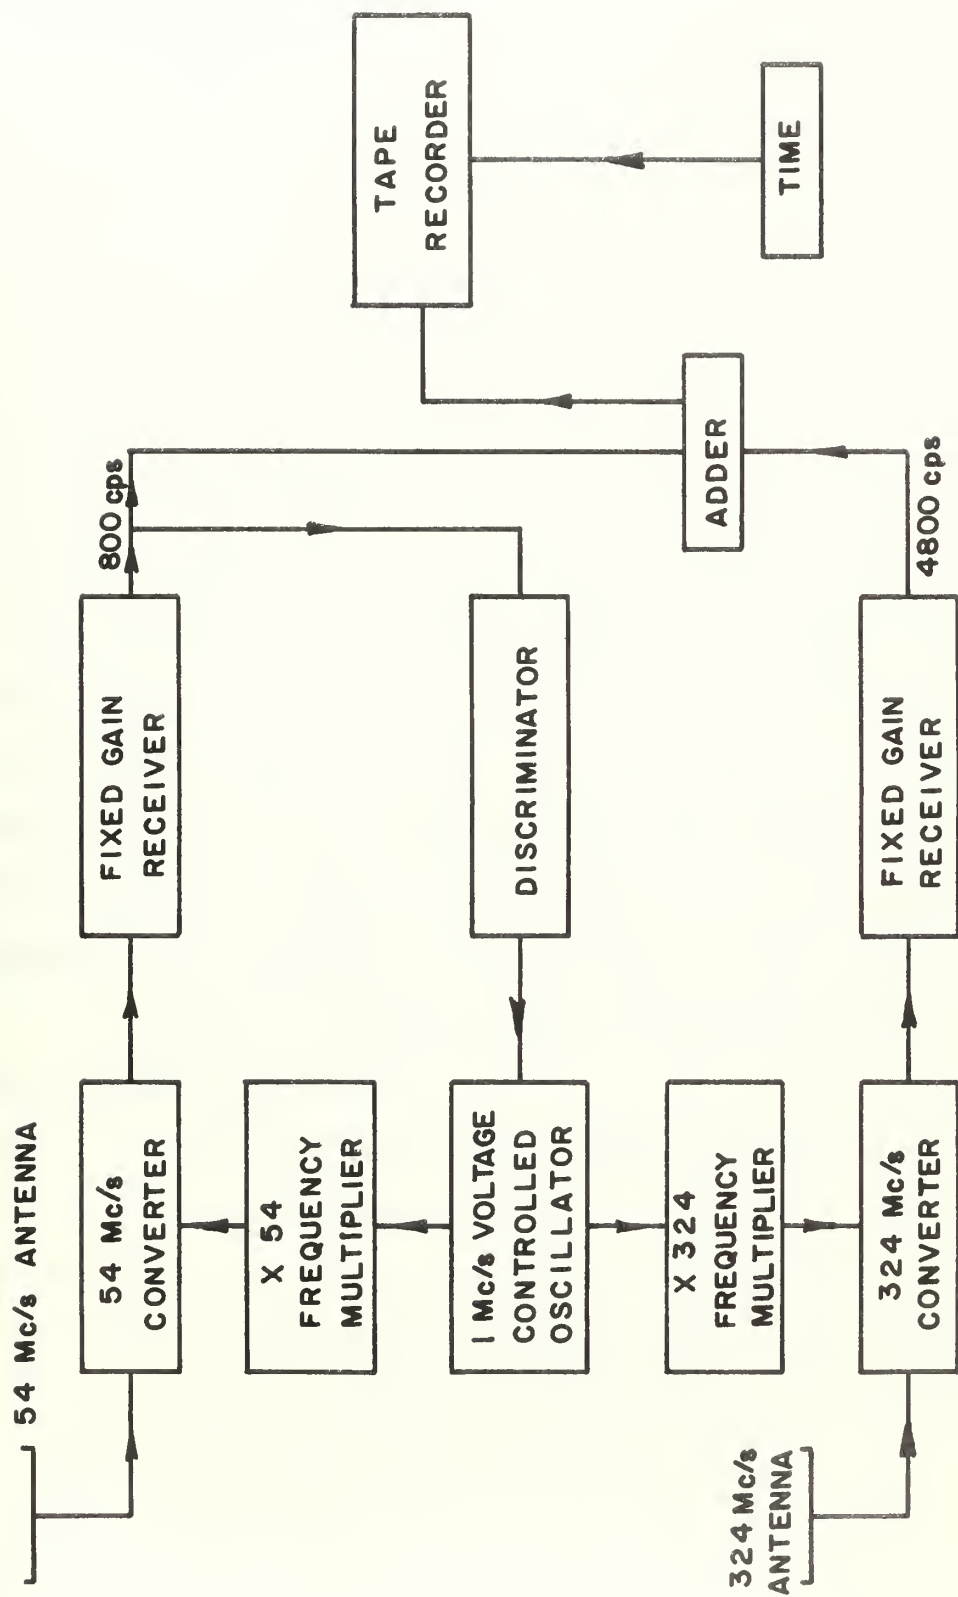 54 Mc/s ANTENNA
54 Mc/s
CONVERTER
FIXED GAIN
RECEIVER
800 cps
X 54
FREQUENCY
MULTIPLIER
1 Mc/s VOLTAGE
CONTROLLED
OSCILLATOR
DISCRIMINATOR
X 324
FREQUENCY
MULTIPLIER
324 Mc/s
ANTENNA
324 Mc/s
CONVERTER
FIXED GAIN
RECEIVER
4800 cps
ADDER
TAPE
RECORDER
TIME